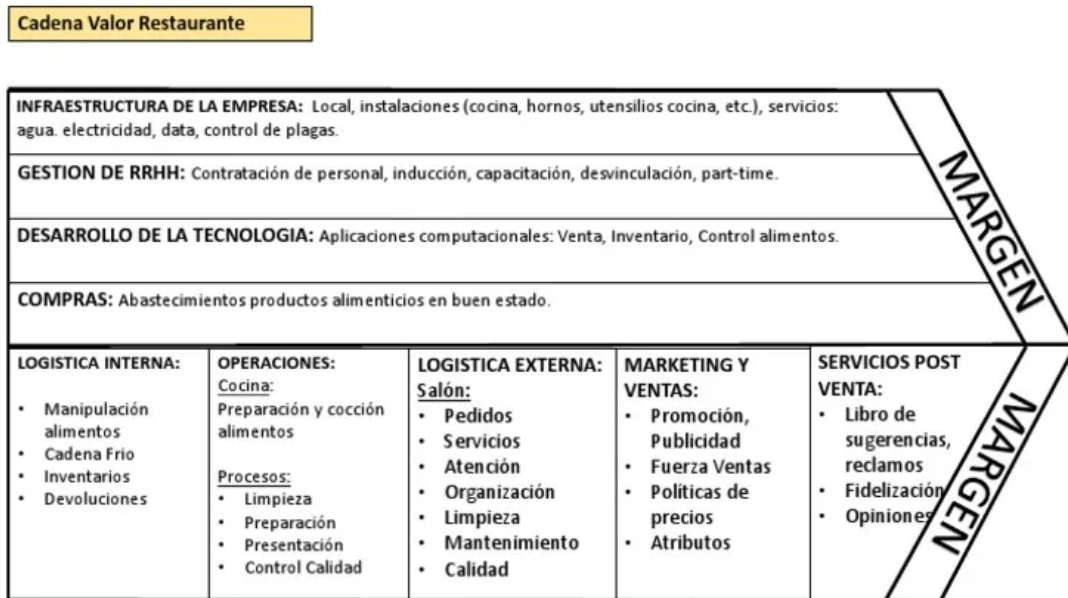 Cadena Valor Restaurante
INFRAESTRUCTURA DE LA EMPRESA: Local, instalaciones (cocina, hornos, utensilios cocina, etc.), servicios:
agua. electricidad, data, control de plagas.
GESTION DE RRHH: Contratación de personal, inducción, capacitación, desvinculación, part-time.
DESARROLLO DE LA TECNOLOGIA: Aplicaciones computacionales: Venta, Inventario, Control alimentos.
COMPRAS: Abastecimientos productos alimenticios en buen estado.
MARGEN
LOGISTICA INTERNA:
• Manipulación
alimentos
• Cadena Frio
• Inventarios
• Devoluciones
OPERACIONES:
Cocina:
Preparación y cocción
alimentos
Procesos:
• Limpieza
• Preparación
• Presentación
• Control Calidad
LOGISTICA EXTERNA:
Salón:
• Pedidos
• Servicios
• Atención
• Organización
• Limpieza
• Mantenimiento
• Calidad
MARKETING Y
VENTAS:
• Promoción,
Publicidad
• Fuerza Ventas
• Políticas de
precios
• Atributos
SERVICIOS POST
VENTA:
• Libro de
sugerencias,
reclamos
• Fidelización
• Opiniones
MARGEN